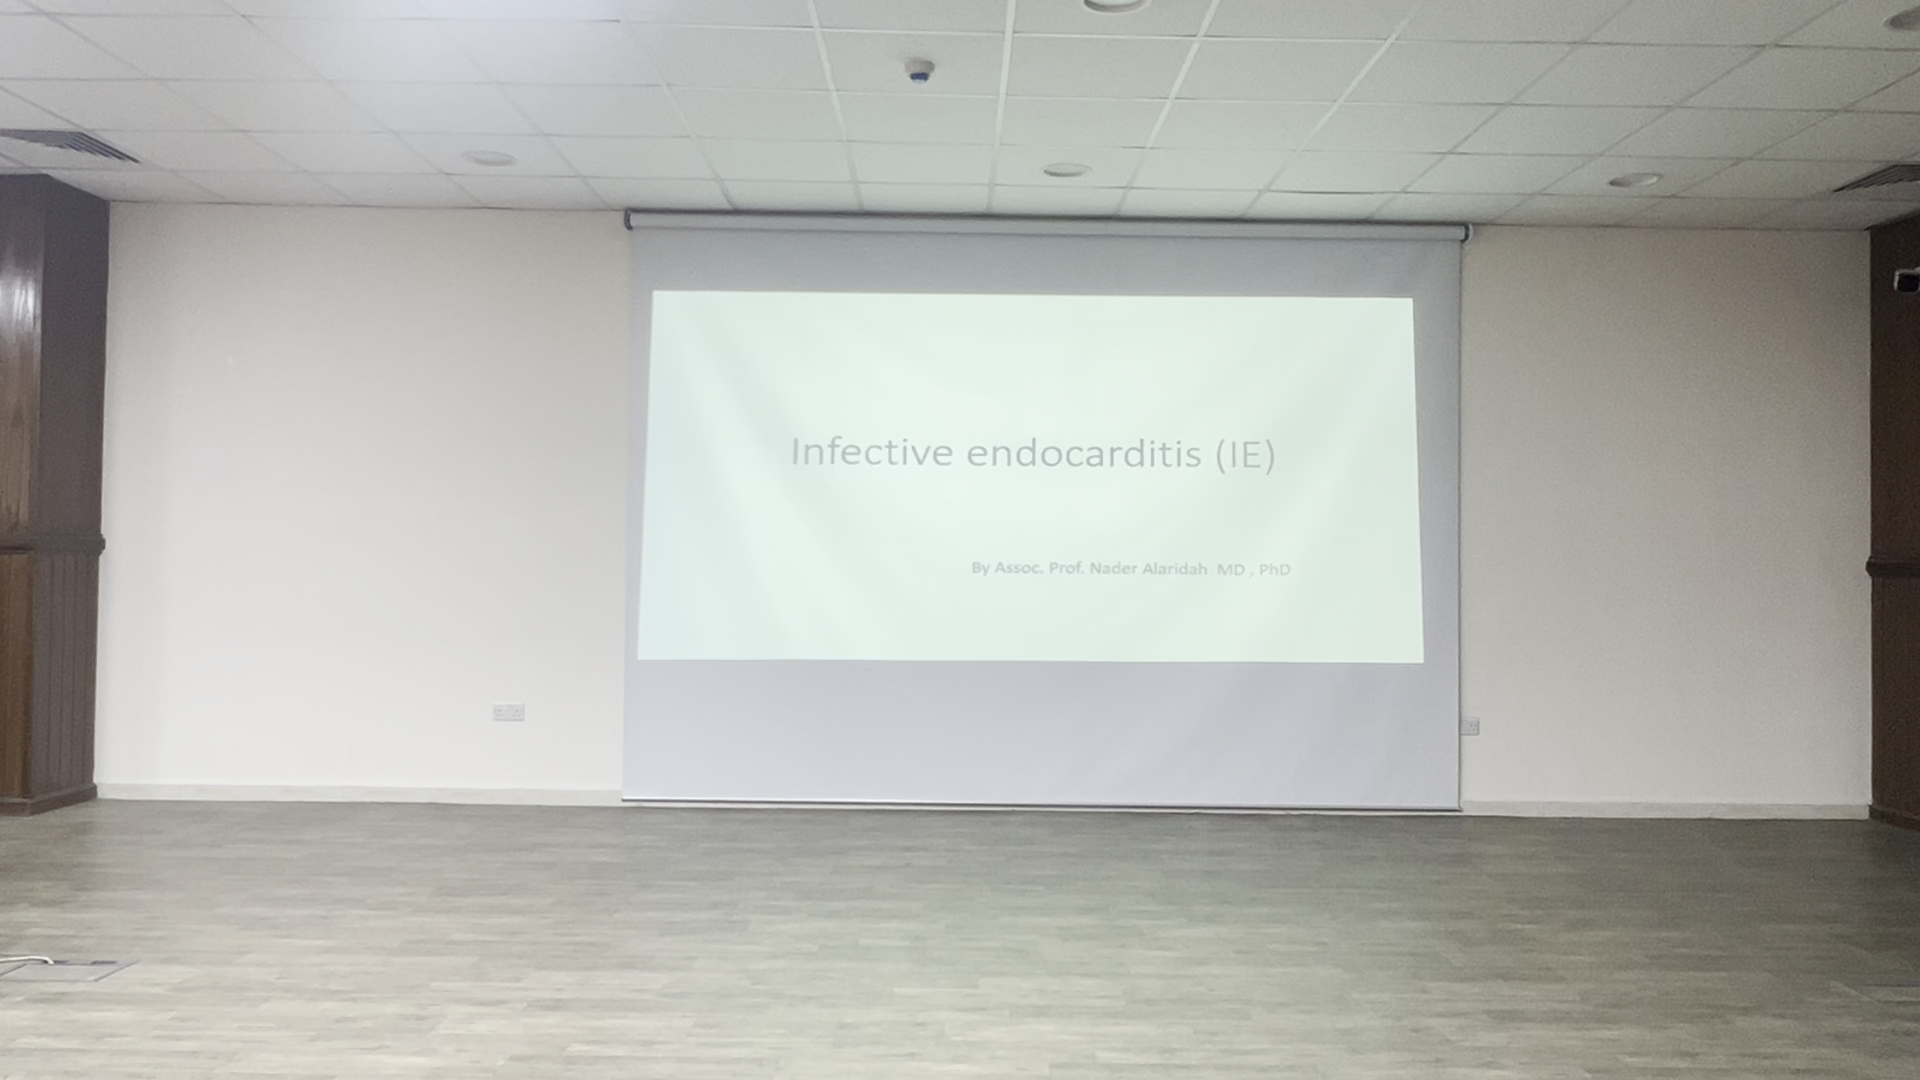 Infective endocarditis (IE)
By Assoc. Prof. Nader Alaridah MD , PhD